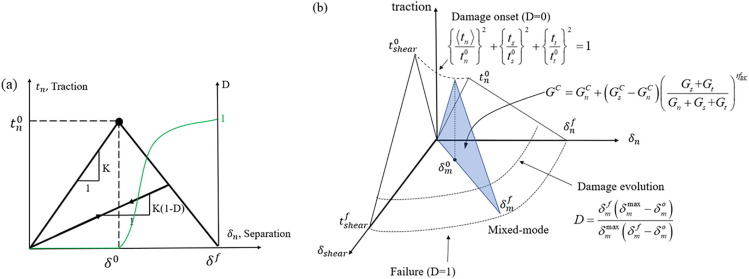 (a)
t_n, Traction
D
t_n^0
1
K
1
K(1-D)
1
δ_n, Separation
δ^0
δ^f
(b)
traction
Damage onset (D=0)
{⟨t_n⟩/t_n^0}^2 + {t_s/t_s^0}^2 + {t_t/t_t^0}^2 = 1
t_shear^0
t_n^0
G^C = G_n^C + (G_s^C − G_n^C)((G_s+G_t)/(G_n+G_s+G_t))^{η_BK}
δ_n^f
δ_n
δ_m^0
Damage evolution
D = δ_m^f(δ_m^max − δ_m^o)/δ_m^max(δ_m^f − δ_m^o)
δ_m^f
Mixed-mode
t_shear^f
δ_shear
Failure (D=1)